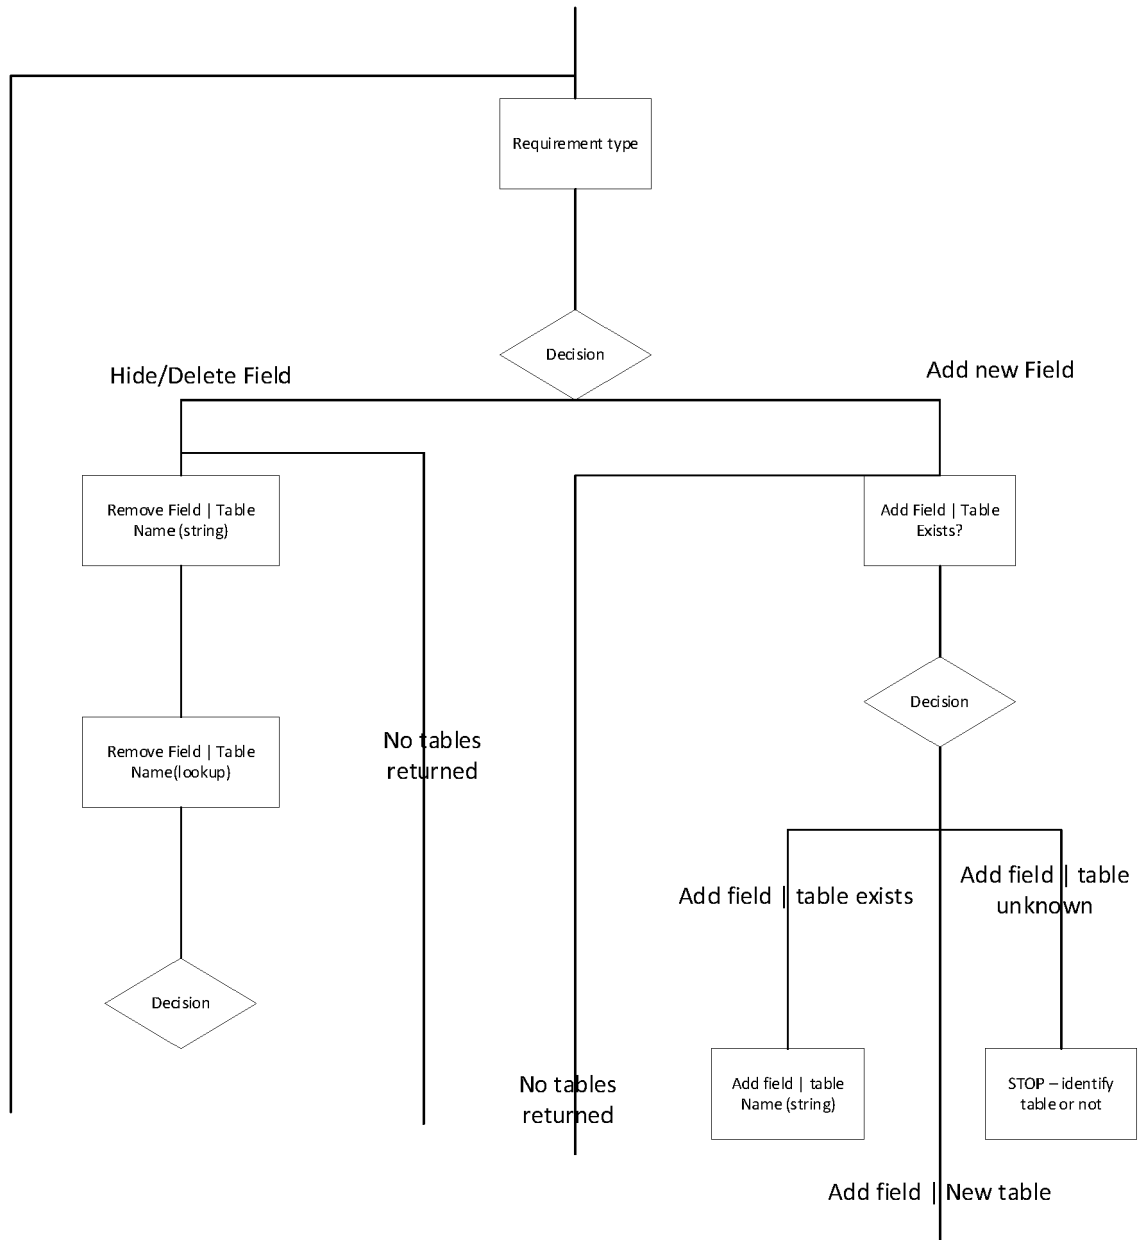 Requirement type
Decision
Hide/Delete Field
Add new Field
Remove Field | Table
Name (string)
Add Field | Table
Exists?
Decision
Remove Field | Table
Name(lookup)
No tables
returned
Add field | table exists
Add field | table
unknown
Decision
No tables
returned
Add field | table
Name (string)
STOP – identify
table or not
Add field | New table